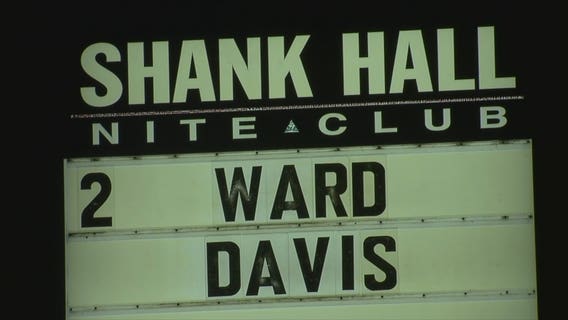 SHANK HALL
NITE CLUB
2 WARD
DAVIS